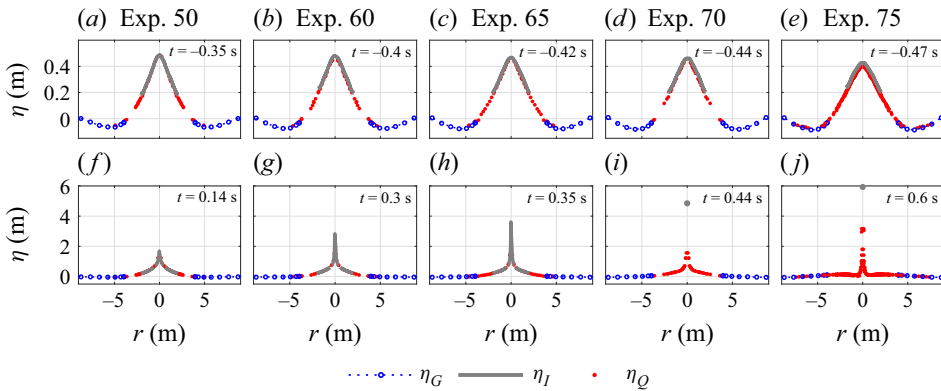 (a) Exp. 50 (b) Exp. 60 (c) Exp. 65 (d) Exp. 70 (e) Exp. 75
t = −0.35 s t = −0.4 s t = −0.42 s t = −0.44 s t = −0.47 s
0.4
0.2
0
η (m)
(f) (g) (h) (i) (j)
t = 0.14 s t = 0.3 s t = 0.35 s t = 0.44 s t = 0.6 s
6
4
2
0
η (m)
−5 0 5 −5 0 5 −5 0 5 −5 0 5 −5 0 5
r (m) r (m) r (m) r (m) r (m)
η_G η_I η_Q